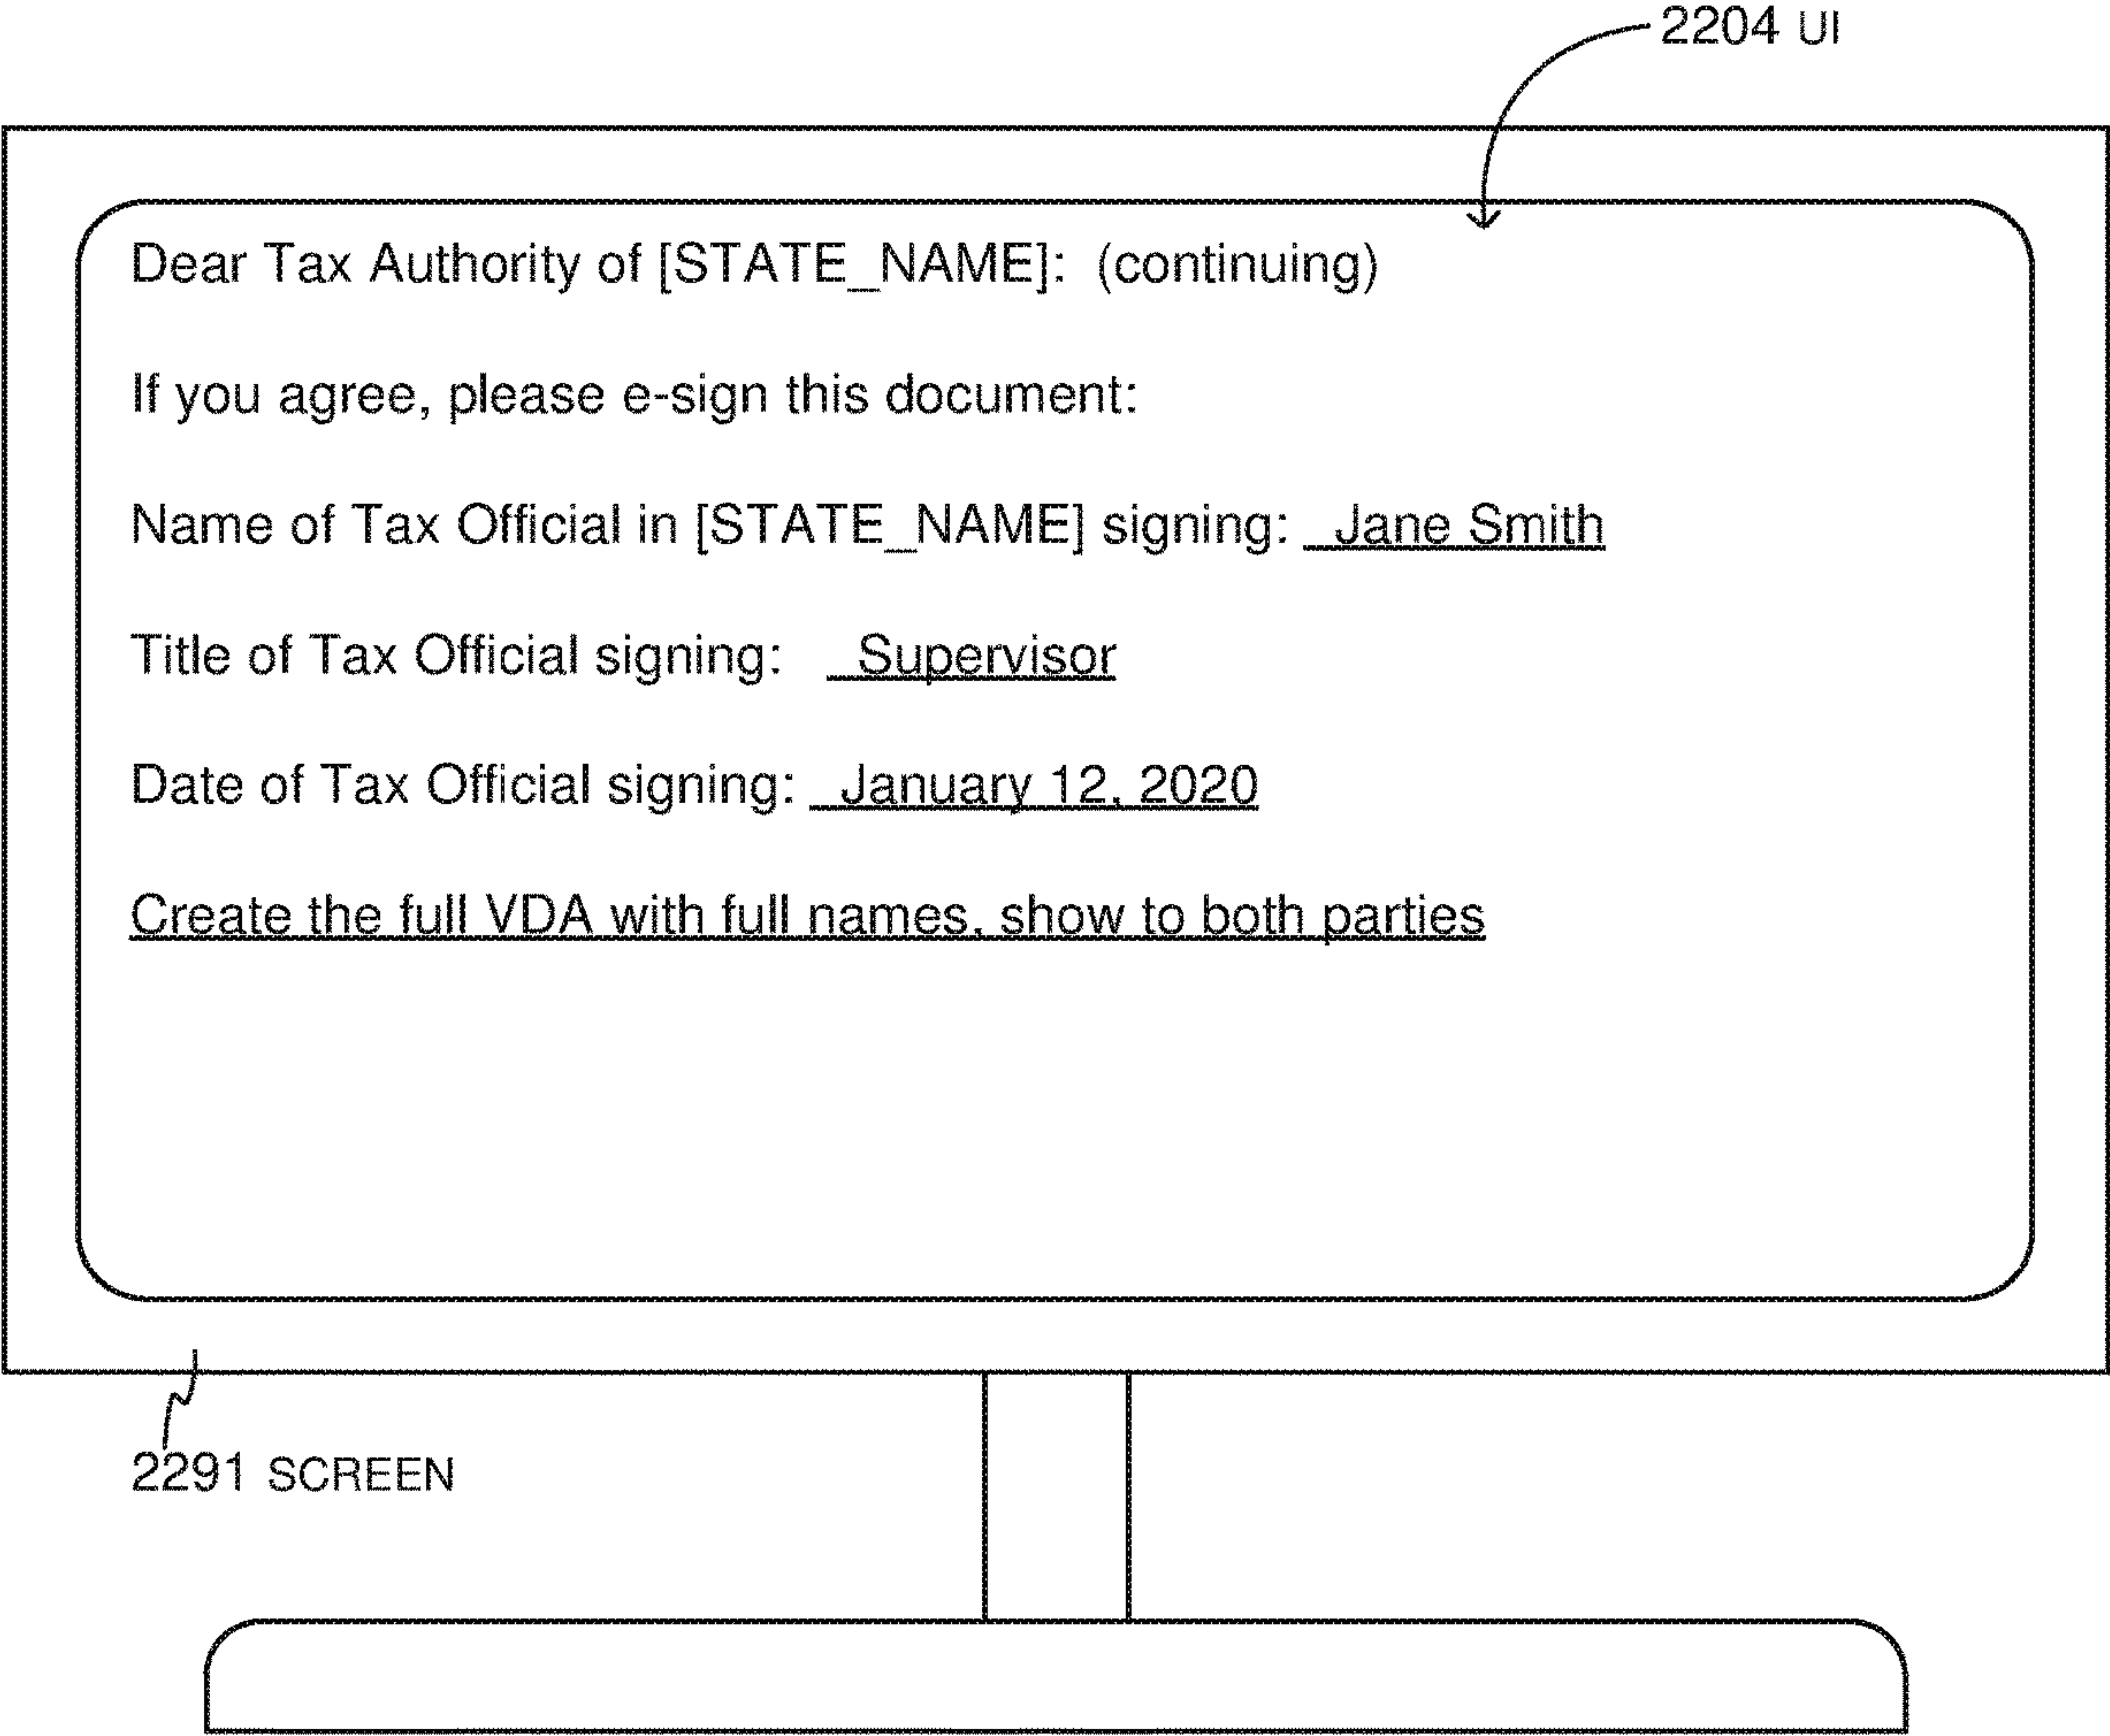 2204 UI
Dear Tax Authority of [STATE_NAME]: (continuing)
If you agree, please e-sign this document:
Name of Tax Official in [STATE_NAME] signing: Jane Smith
Title of Tax Official signing: Supervisor
Date of Tax Official signing: January 12, 2020
Create the full VDA with full names, show to both parties
2291 SCREEN